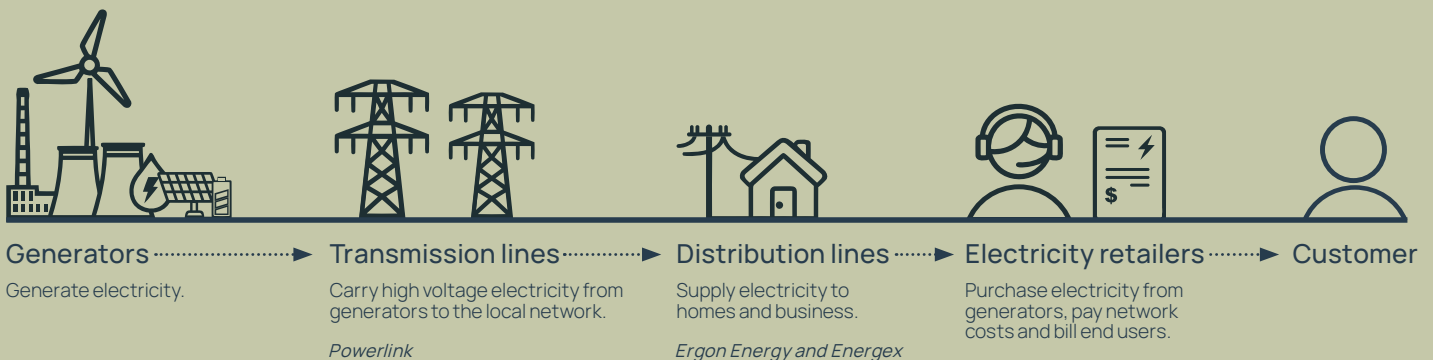 $
Generators
Generate electricity.
Transmission lines
Carry high voltage electricity from
generators to the local network.
Powerlink
Distribution lines
Supply electricity to
homes and business.
Ergon Energy and Energex
Electricity retailers
Purchase electricity from
generators, pay network
costs and bill end users.
Customer